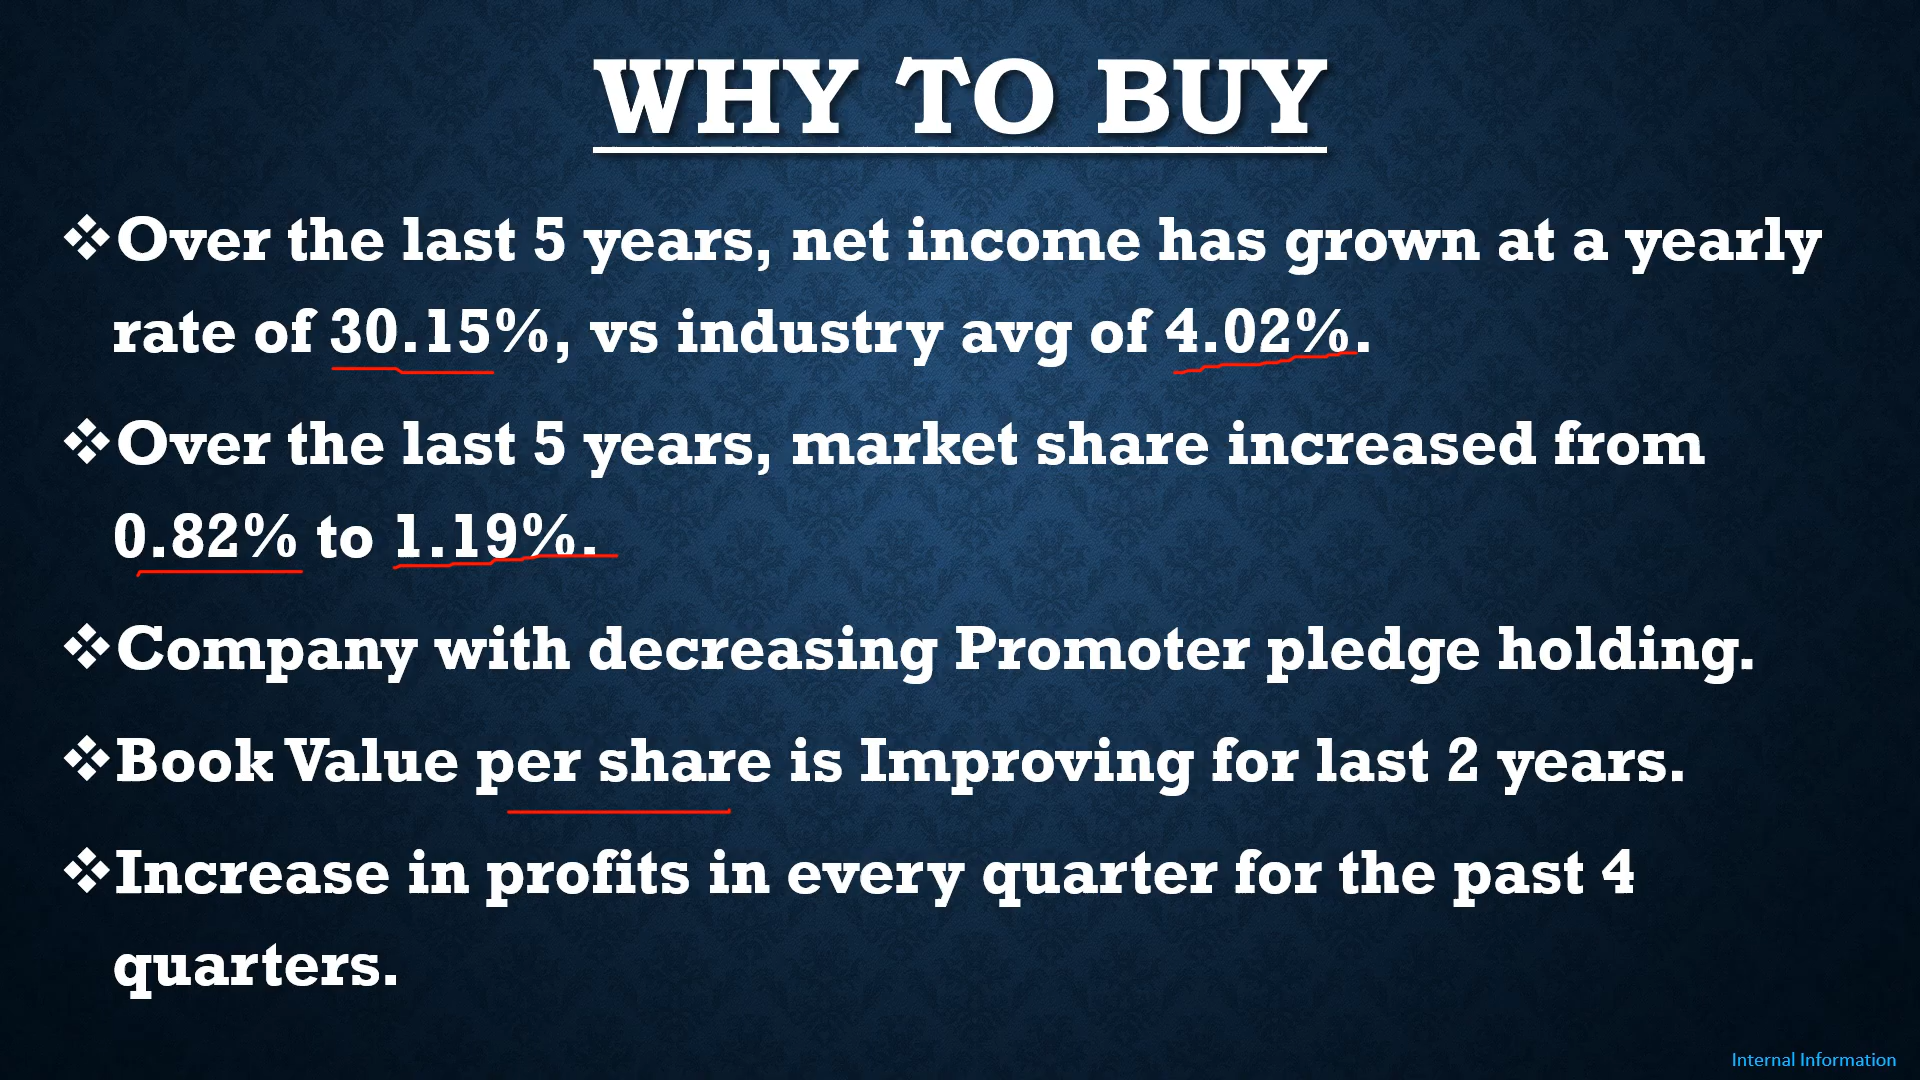 WHY TO BUY
❖Over the last 5 years, net income has grown at a yearly
rate of 30.15%, vs industry avg of 4.02%.
❖Over the last 5 years, market share increased from
0.82% to 1.19%.
❖Company with decreasing Promoter pledge holding.
❖Book Value per share is Improving for last 2 years.
❖Increase in profits in every quarter for the past 4
quarters.
Internal Information